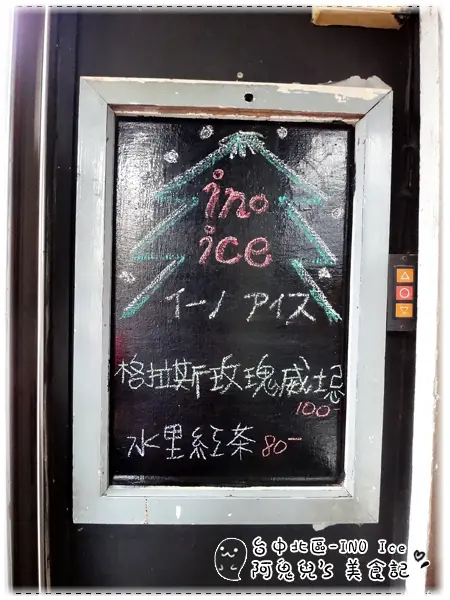 ino
ice
イーノ アイス
格拉斯玫瑰威士忌
100-
水里紅茶 80-
台中北區-INO Ice
阿兔兒's 美食記